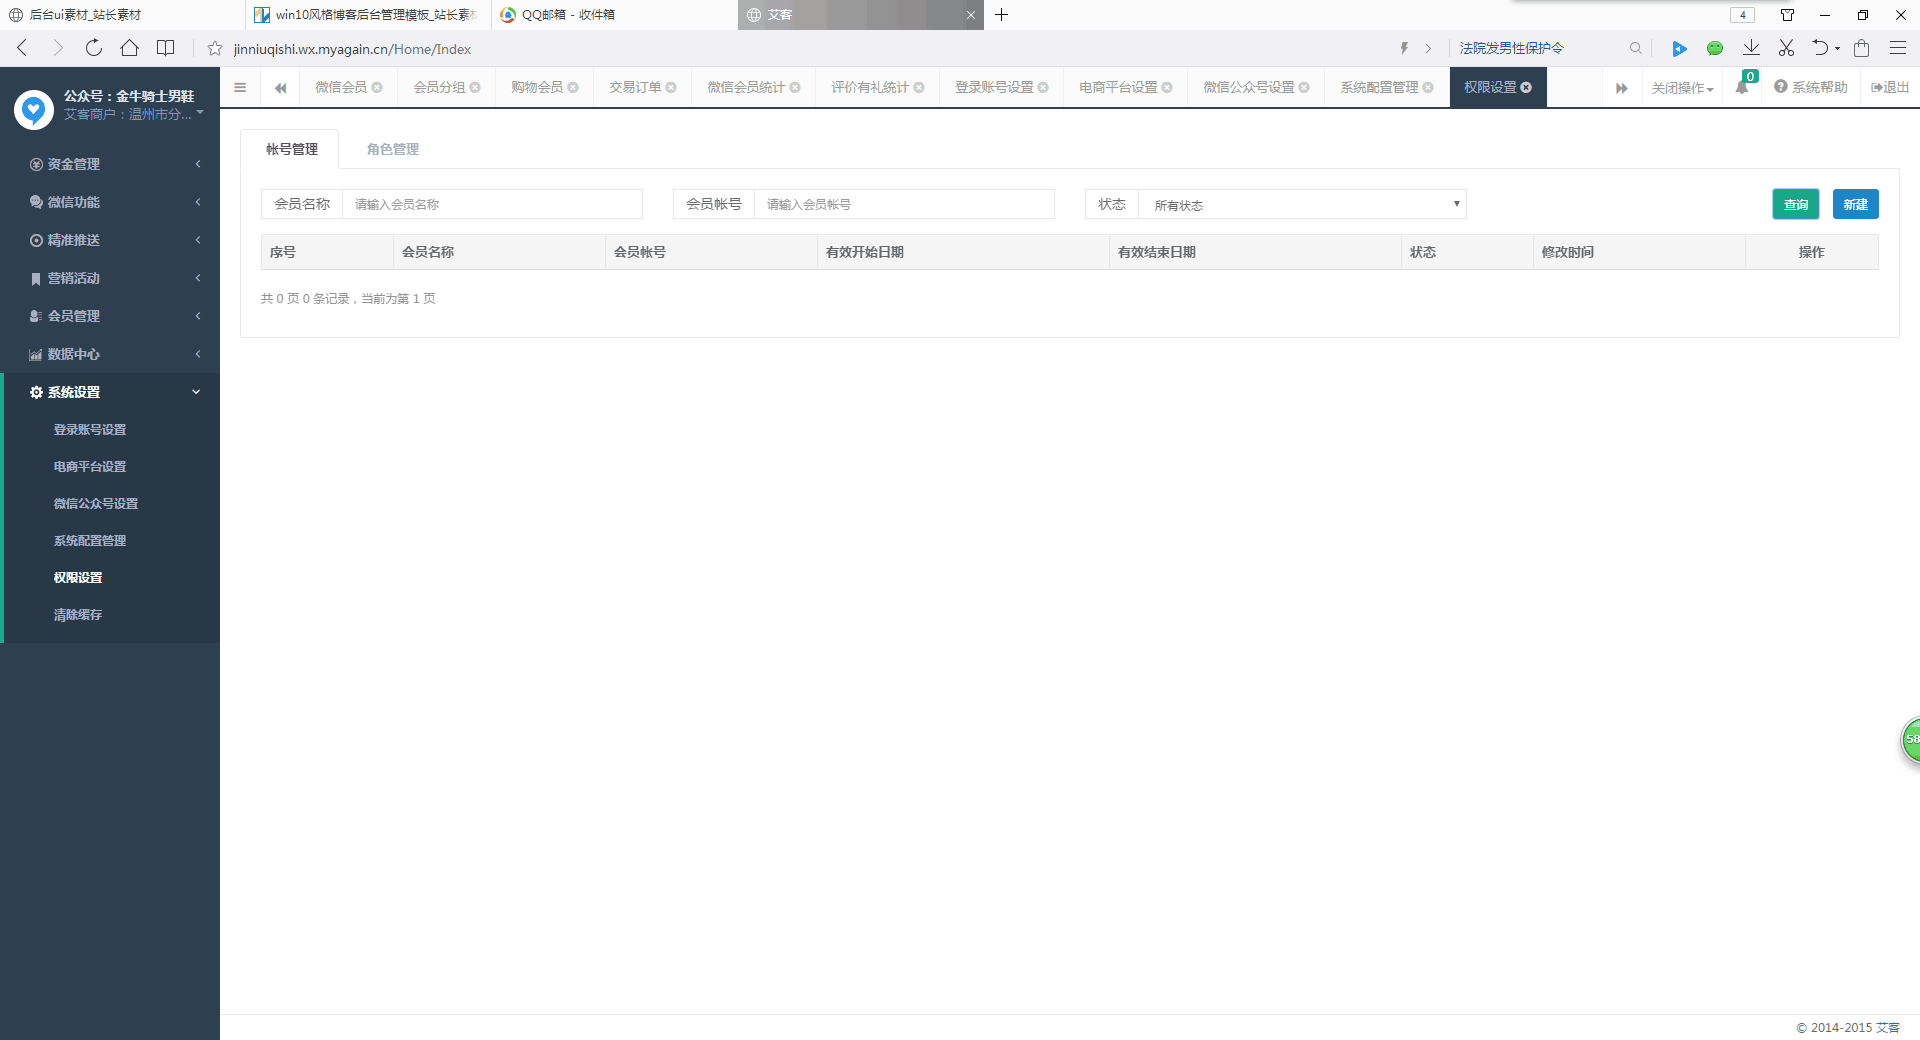 后台ui素材_站长素材
win10风格博客后台管理模板_站长素材
QQ邮箱 - 收件箱
艾客
4
jinniuqishi.wx.myagain.cn/Home/Index
法院发男性保护令
公众号：金牛骑士男鞋
艾客商户：温州市分...
微信会员
会员分组
购物会员
交易订单
微信会员统计
评价有礼统计
登录账号设置
电商平台设置
微信公众号设置
系统配置管理
权限设置
关闭操作
0
系统帮助
退出
资金管理
微信功能
精准推送
营销活动
会员管理
数据中心
系统设置
登录账号设置
电商平台设置
微信公众号设置
系统配置管理
权限设置
清除缓存
帐号管理
角色管理
会员名称
请输入会员名称
会员帐号
请输入会员帐号
状态
所有状态
查询
新建
序号
会员名称
会员帐号
有效开始日期
有效结束日期
状态
修改时间
操作
共 0 页 0 条记录，当前为第 1 页
58
© 2014-2015 艾客